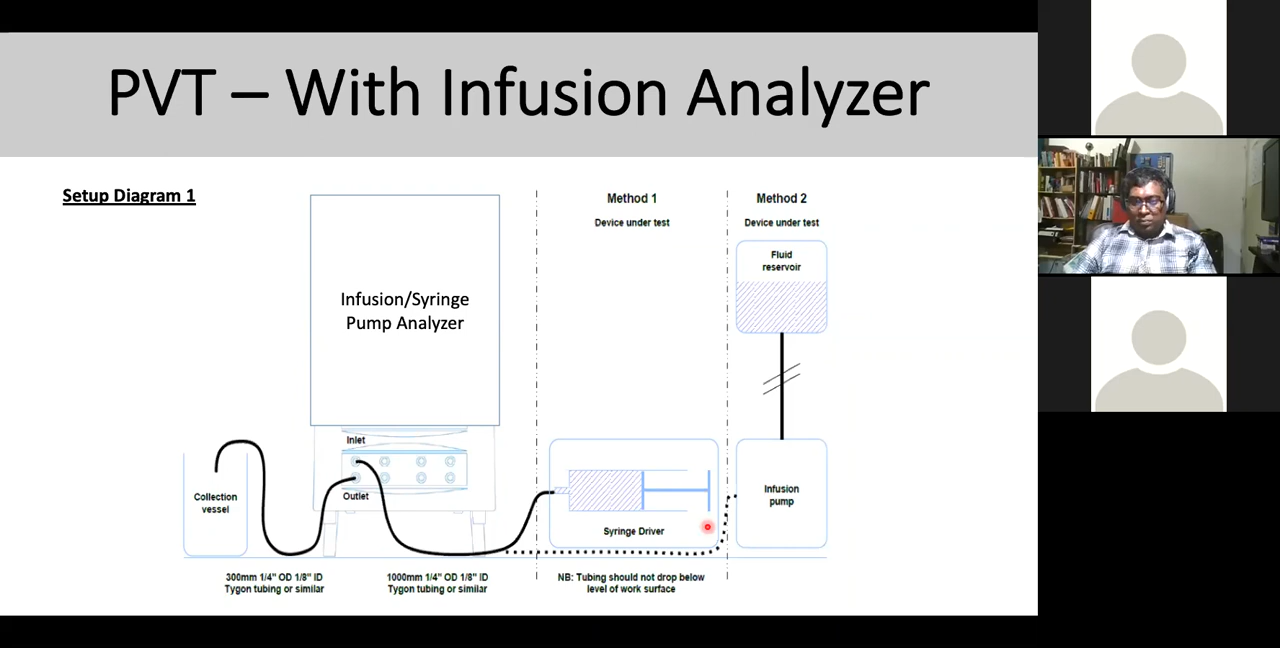 PVT – With Infusion Analyzer
Setup Diagram 1
Infusion/Syringe
Pump Analyzer
Method 1
Device under test
Method 2
Device under test
Fluid
reservoir
Inlet
Outlet
Collection
vessel
Syringe Driver
Infusion
pump
300mm 1/4" OD 1/8" ID
Tygon tubing or similar
1000mm 1/4" OD 1/8" ID
Tygon tubing or similar
NB: Tubing should not drop below
level of work surface